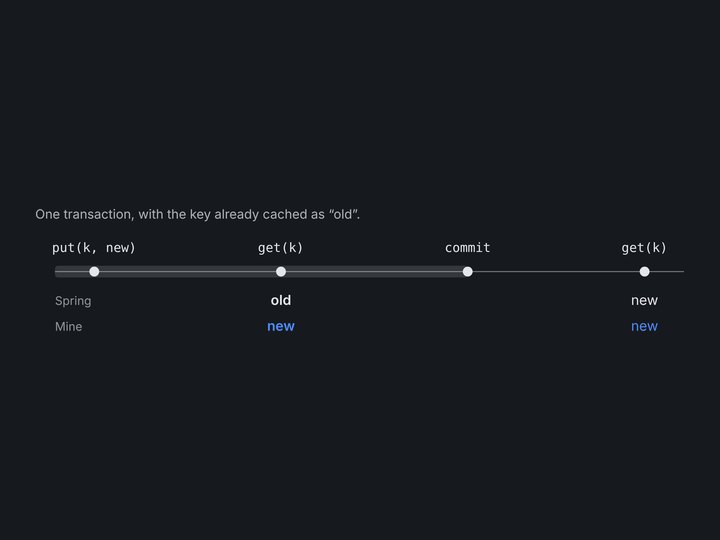 One transaction, with the key already cached as “old”.
put(k, new) get(k) commit get(k)
Spring old new
Mine new new